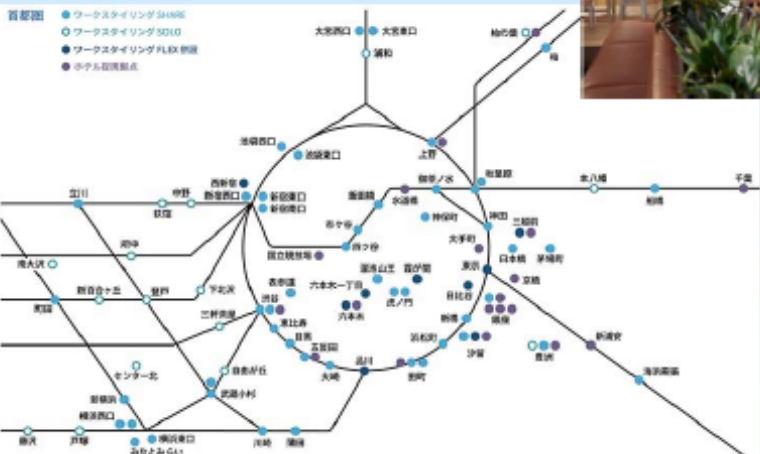 首都圏
ワークスタイリング SHARE
ワークスタイリング SOLO
ワークスタイリング FLEX 併設
ホテル提携拠点
大宮西口
大宮東口
浦和
柏の葉
柏
池袋西口
池袋東口
上野
西新宿
新宿西口
新宿東口
新宿南口
飯田橋
水道橋
御茶ノ水
秋葉原
本八幡
船橋
千葉
立川
荻窪
中野
神保町
神田
市ケ谷
四ツ谷
国立競技場
大手町
三越前
日本橋
茅場町
東京
京橋
府中
南大沢
新百合ヶ丘
登戸
下北沢
町田
表参道
溜池山王
霞が関
六本木一丁目
六本木
虎ノ門
日比谷
銀座
渋谷
三軒茶屋
恵比寿
目黒
五反田
大崎
品川
田町
浜松町
新橋
汐留
豊洲
新浦安
海浜幕張
センター北
自由が丘
武蔵小杉
新横浜
横浜西口
横浜東口
みなとみらい
藤沢
戸塚
川崎
蒲田